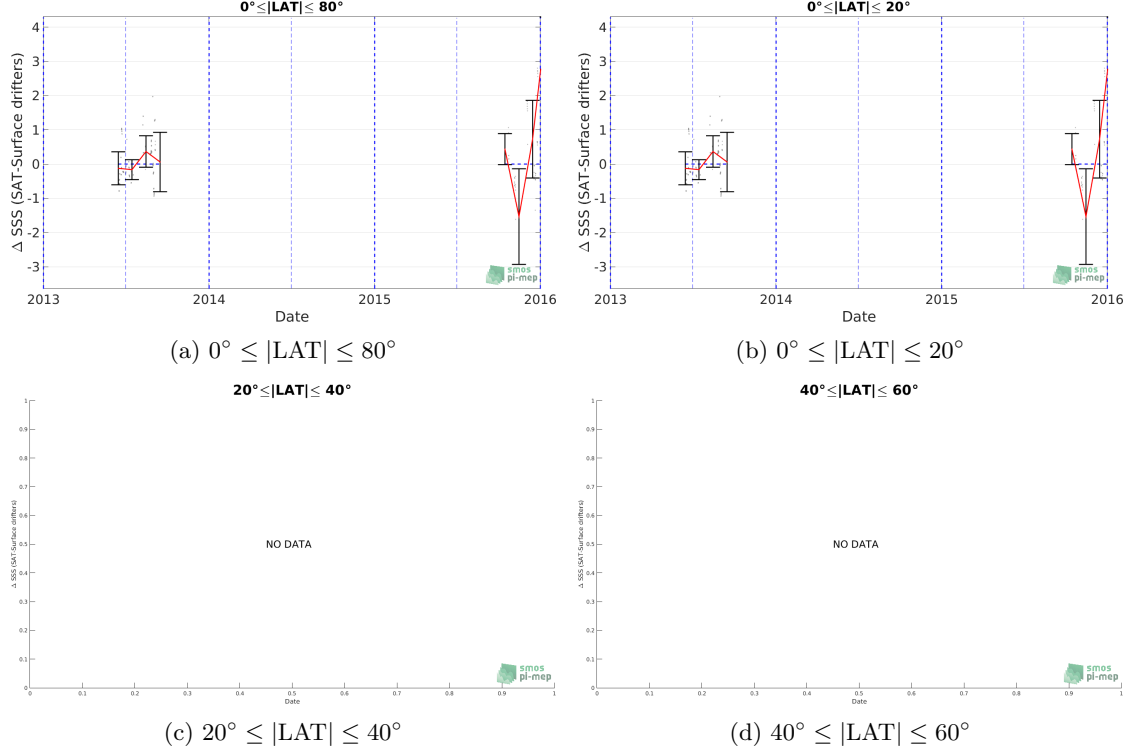 0°≤|LAT|≤ 80°
Δ SSS (SAT-Surface drifters)
4
3
2
1
0
-1
-2
-3
2013 2014 2015 2016
Date
smos
pi-mep
(a) 0° ≤ |LAT| ≤ 80°
0°≤|LAT|≤ 20°
Δ SSS (SAT-Surface drifters)
4
3
2
1
0
-1
-2
-3
2013 2014 2015 2016
Date
smos
pi-mep
(b) 0° ≤ |LAT| ≤ 20°
20°≤|LAT|≤ 40°
Δ SSS (SAT-Surface drifters)
1
0.9
0.8
0.7
0.6
0.5
0.4
0.3
0.2
0.1
0
NO DATA
0 0.1 0.2 0.3 0.4 0.5 0.6 0.7 0.8 0.9 1
Date
smos
pi-mep
(c) 20° ≤ |LAT| ≤ 40°
40°≤|LAT|≤ 60°
Δ SSS (SAT-Surface drifters)
1
0.9
0.8
0.7
0.6
0.5
0.4
0.3
0.2
0.1
0
NO DATA
0 0.1 0.2 0.3 0.4 0.5 0.6 0.7 0.8 0.9 1
Date
smos
pi-mep
(d) 40° ≤ |LAT| ≤ 60°